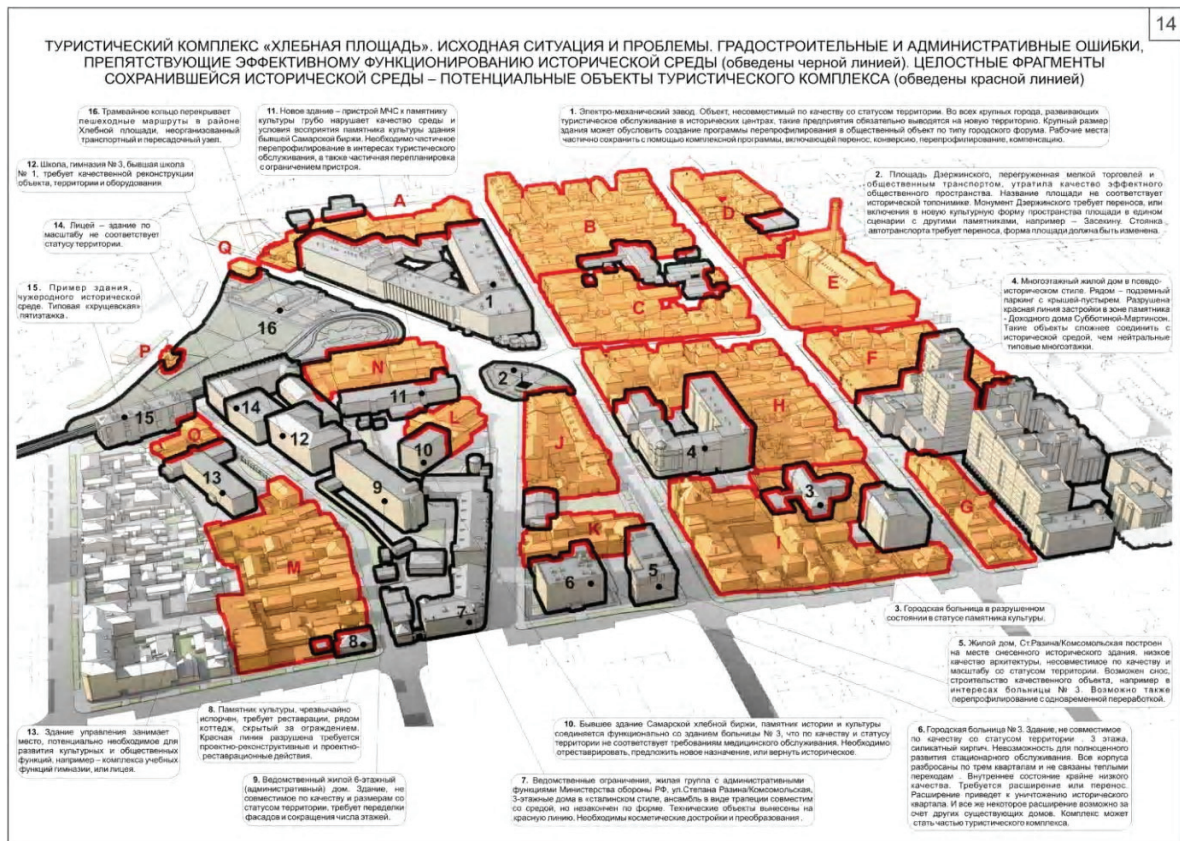 14
ТУРИСТИЧЕСКИЙ КОМПЛЕКС «ХЛЕБНАЯ ПЛОЩАДЬ». ИСХОДНАЯ СИТУАЦИЯ И ПРОБЛЕМЫ. ГРАДОСТРОИТЕЛЬНЫЕ И АДМИНИСТРАТИВНЫЕ ОШИБКИ,
ПРЕПЯТСТВУЮЩИЕ ЭФФЕКТИВНОМУ ФУНКЦИОНИРОВАНИЮ ИСТОРИЧЕСКОЙ СРЕДЫ (обведены черной линией). ЦЕЛОСТНЫЕ ФРАГМЕНТЫ
СОХРАНИВШЕЙСЯ ИСТОРИЧЕСКОЙ СРЕДЫ – ПОТЕНЦИАЛЬНЫЕ ОБЪЕКТЫ ТУРИСТИЧЕСКОГО КОМПЛЕКСА (обведены красной линией)
16. Трамвайное кольцо перекрывает
пешеходные маршруты в районе
Хлебной площади, неорганизованный
транспортный и пересадочный узел.
11. Новое здание – пристрой МЧС к памятнику
культуры грубо нарушает качество среды и
условия восприятия памятника культуры здания
бывшей Самарской биржи. Необходимо частичное
перепрофилирование в интересах туристического
обслуживания, а также частичная перепланировка
с ограничением пристроя.
1. Электро-механический завод. Объект, несовместимый по качеству со статусом территории. Во всех крупных города, развивающих
туристическое обслуживание в исторических центрах, такие предприятия обязательно выводятся на новую территорию. Крупный размер
здания может обусловить создание программы перепрофилирования в общественный объект по типу городского форума. Рабочие места
частично сохранить с помощью комплексной программы, включающей перенос, конверсию, перепрофилирование, компенсацию.
12. Школа, гимназия № 3, бывшая школа
№ 1, требует качественной реконструкции
объекта, территории и оборудования.
2. Площадь Дзержинского, перегруженная мелкой торговлей и
общественным транспортом, утратила качество эффектного
общественного пространства. Название площади не соответствует
исторической топонимике. Монумент Дзержинского требует переноса, или
включения в новую культурную форму пространства площади в едином
сценарии с другими памятниками, например – Засекину. Стоянка
автотранспорта требует переноса, форма площади должна быть изменена.
14. Лицей – здание по
масштабу не соответствует
статусу территории.
15. Пример здания,
чужеродного исторической
среде. Типовая «хрущевская»
пятиэтажка.
4. Многоэтажный жилой дом в псевдо-
историческом стиле. Рядом – подземный
паркинг с крышей-пустырем. Разрушена
красная линия застройки в зоне памятника
- Доходного дома Субботиной-Мартинсон.
Такие объекты сложнее соединить с
исторической средой, чем нейтральные
типовые многоэтажки.
A
B
D
Q
1
C
E
16
P
F
N
2
11
15
14
L
H
12
10
J
4
O
13
9
3
G
K
I
M
6
5
7
8
3. Городская больница в разрушенном
состоянии в статусе памятника культуры.
5. Жилой дом, Ст.Разина/Комсомольская построен
на месте снесенного исторического здания, низкое
качество архитектуры, несовместимое по качеству и
масштабу со статусом территории. Возможен снос,
строительство качественного объекта, например в
интересах больницы № 3. Возможно также
перепрофилирование с одновременной переработкой.
8. Памятник культуры, чрезвычайно
испорчен, требует реставрации, рядом
коттедж, скрытый за ограждением.
Красная линия разрушена требуется
проектно-реконструктивные и проектно-
реставрационные действия.
10. Бывшее здание Самарской хлебной биржи, памятник истории и культуры
соединяется функционально со зданием больницы № 3, что по качеству и статусу
территории не соответствует требованиям медицинского обслуживания. Необходимо
отреставрировать, предложить новое назначение, или вернуть историческое.
13. Здание управления занимает
место, потенциально необходимое для
развития культурных и общественных
функций, например – комплекса учебных
функций гимназии, или лицея.
6. Городская больница № 3. Здание, не совместимое
по качеству со статусом территории . 3 этажа,
силикатный кирпич. Невозможность для полноценного
развития стационарного обслуживания. Все корпуса
разбросаны по трем кварталам и не связаны теплыми
переходам . Внутреннее состояние крайне низкого
качества. Требуется расширение или перенос.
Расширение приведет к уничтожению исторического
квартала. И все же некоторое расширение возможно за
счет других существующих домов. Комплекс может
стать частью туристического комплекса.
9. Ведомственный жилой 6-этажный
(административный) дом. Здание, не
совместимое по качеству и размерам со
статусом территории, требует переделки
фасадов и сокращения числа этажей.
7. Ведомственные ограничения, жилая группа с административными
функциями Министерства обороны РФ, ул.Степана Разина/Комсомольская,
3-этажные дома в «сталинском стиле, ансамбль в виде трапеции совместим
со средой, но незакончен по форме. Технические объекты вынесены на
красную линию. Необходимы косметические достройки и преобразования .